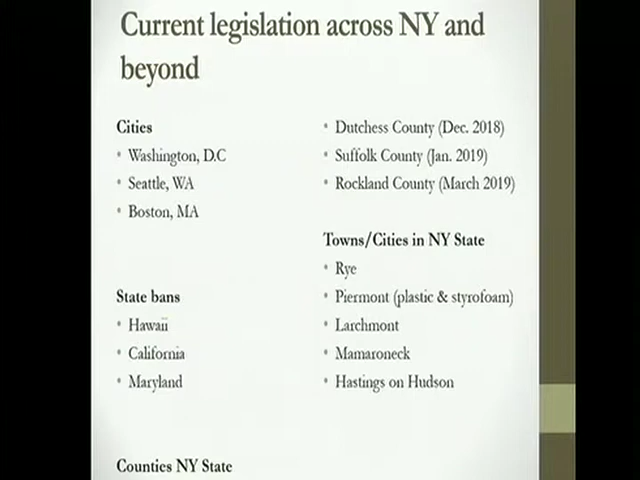 Current legislation across NY and
beyond
Cities
• Washington, D.C
• Seattle, WA
• Boston, MA
State bans
• Hawaii
• California
• Maryland
Counties NY State
• Dutchess County (Dec. 2018)
• Suffolk County (Jan. 2019)
• Rockland County (March 2019)
Towns/Cities in NY State
• Rye
• Piermont (plastic & styrofoam)
• Larchmont
• Mamaroneck
• Hastings on Hudson